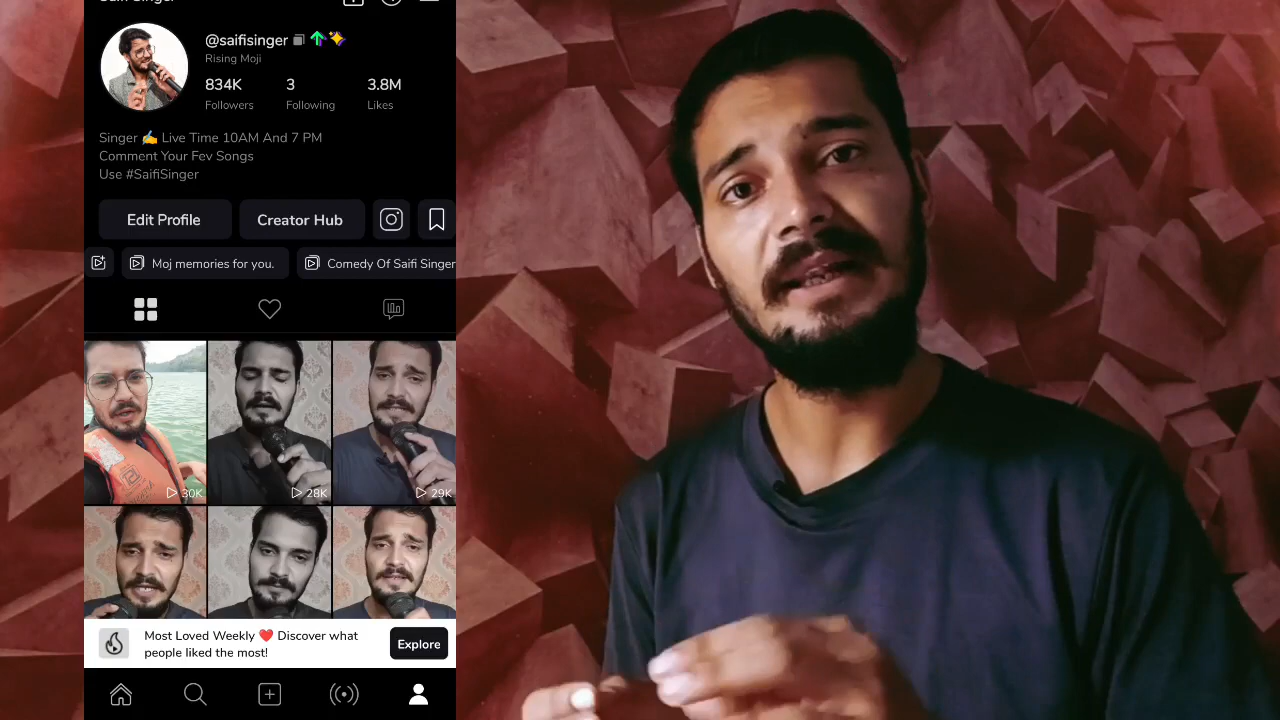 @saifisinger
Rising Moji
834K 3 3.8M
Followers Following Likes
Singer ✍️ Live Time 10AM And 7 PM
Comment Your Fev Songs
Use #SaifiSinger
Edit Profile Creator Hub
Moj memories for you. Comedy Of Saifi Singer
30K 28K 29K
Most Loved Weekly ❤️ Discover what
people liked the most!
Explore